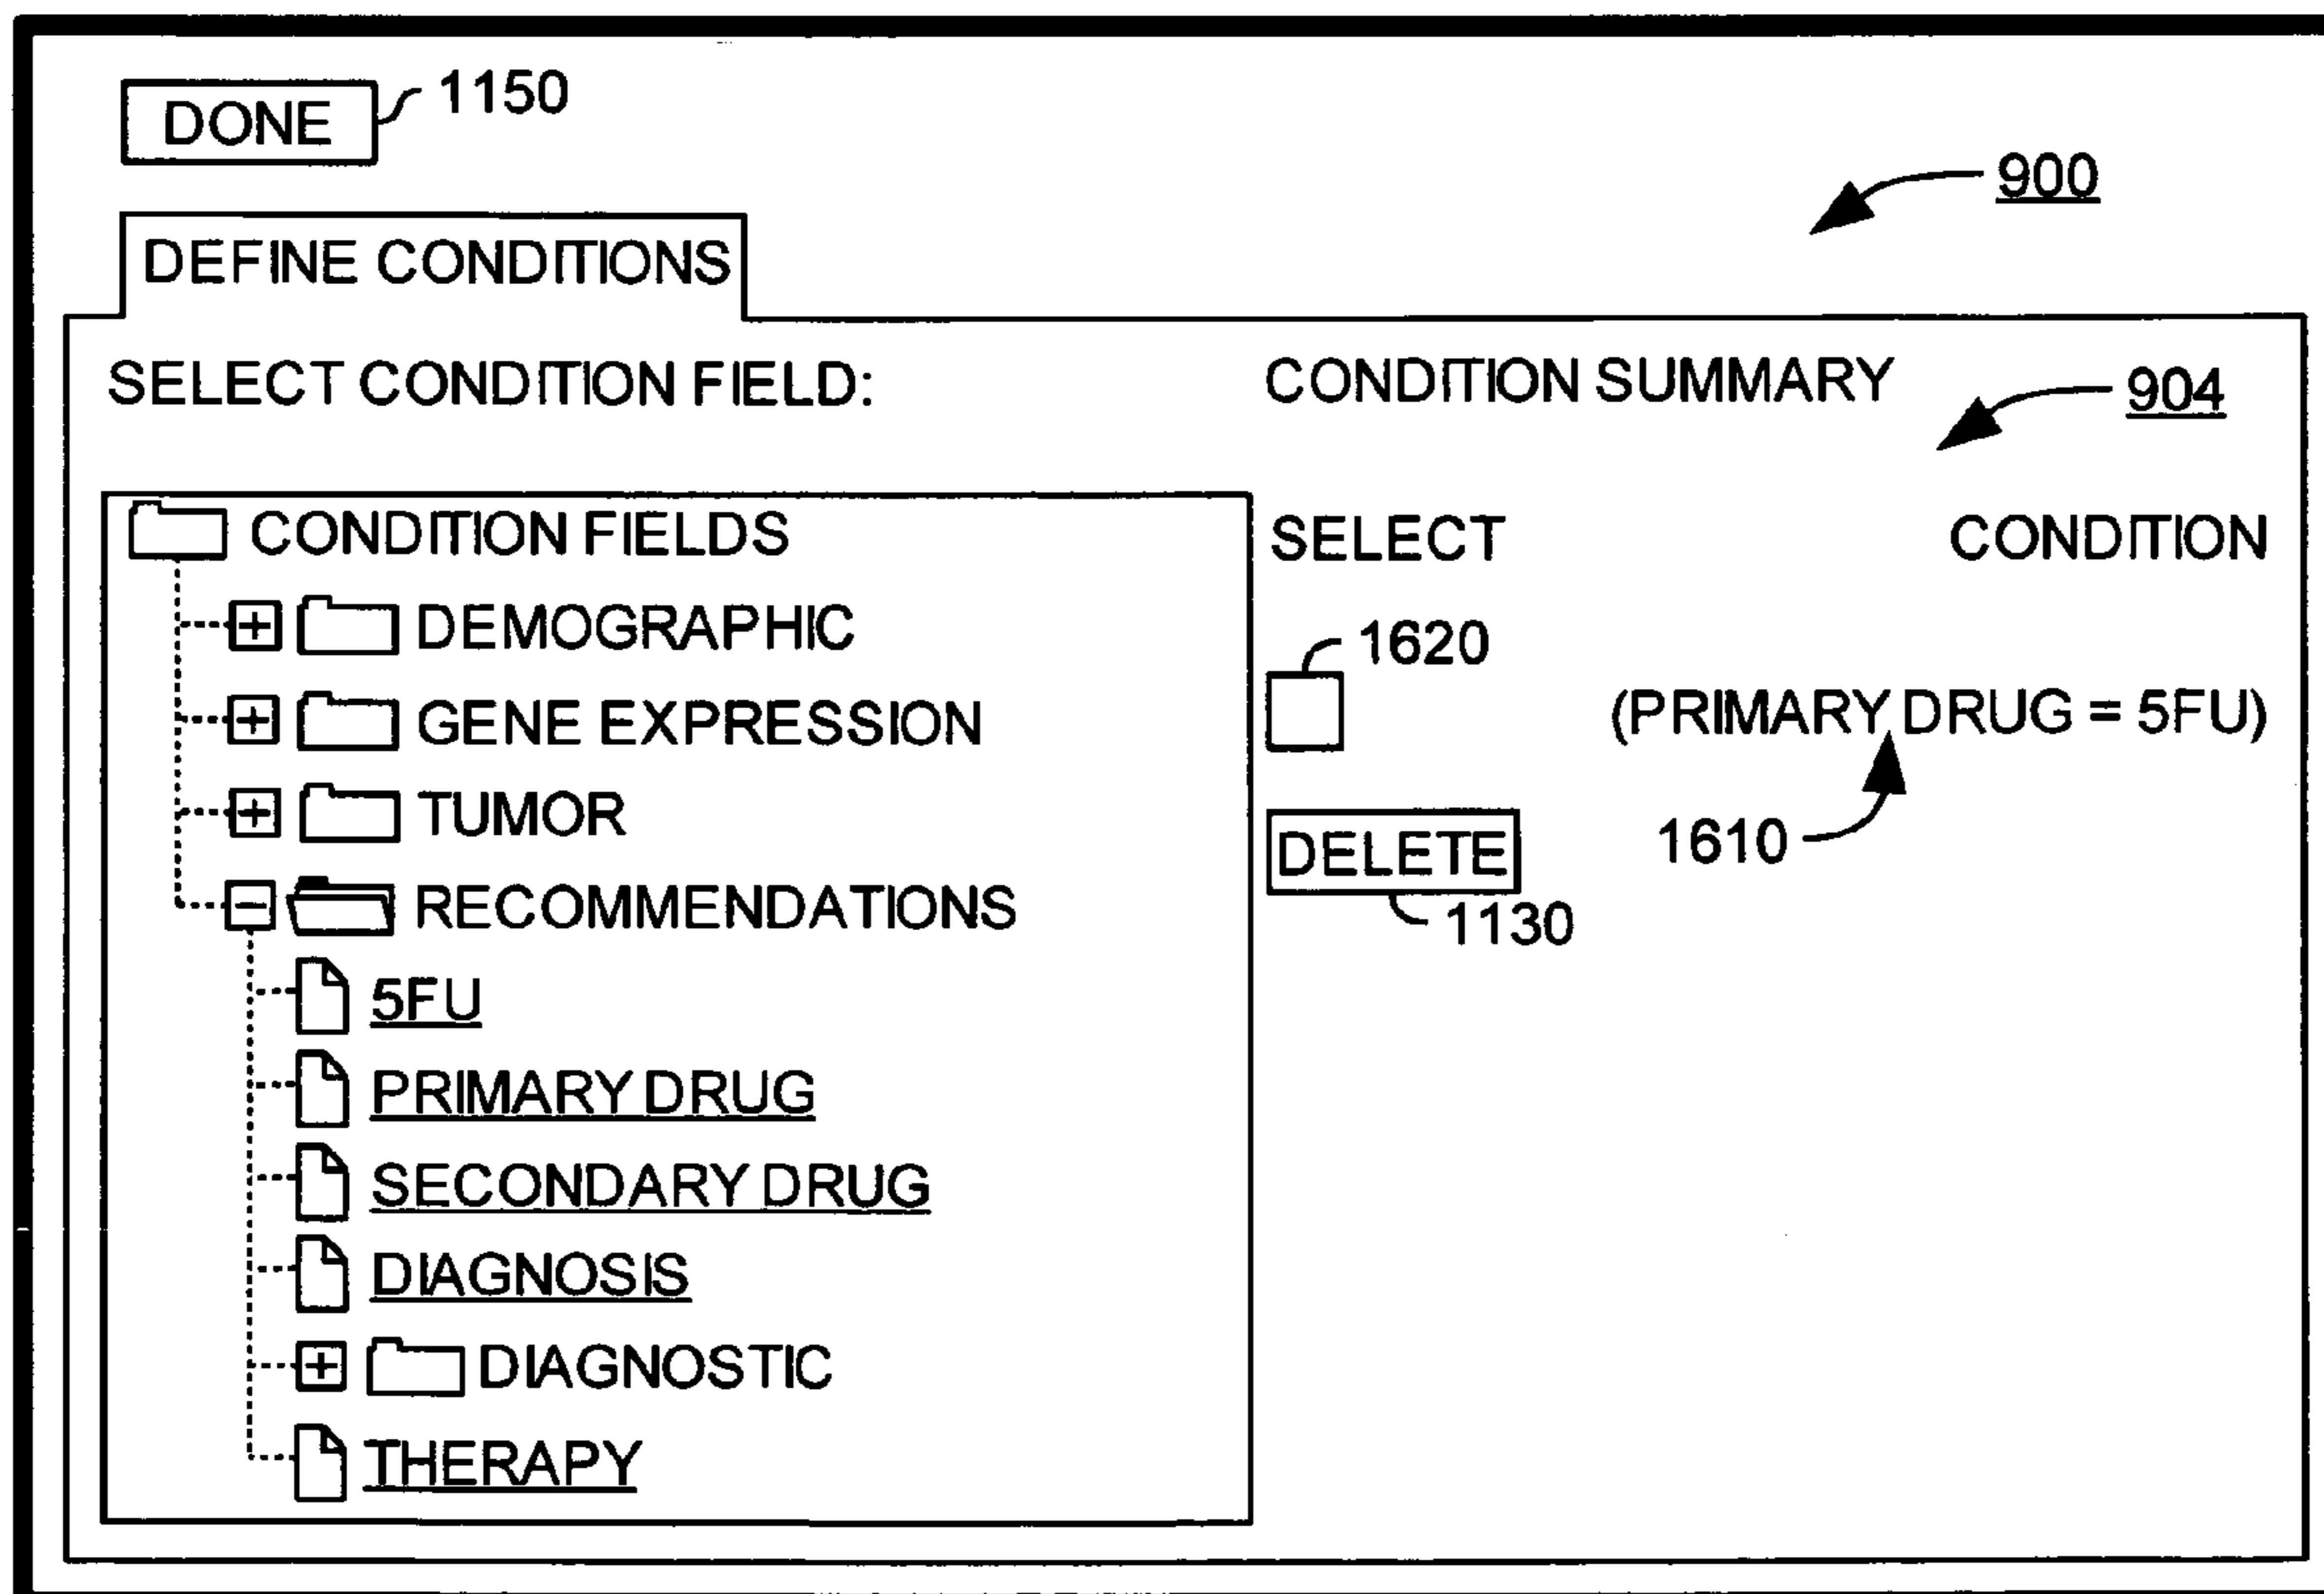 DONE 1150
900
DEFINE CONDITIONS
SELECT CONDITION FIELD:
CONDITION SUMMARY 904
CONDITION FIELDS
DEMOGRAPHIC
GENE EXPRESSION
TUMOR
RECOMMENDATIONS
5FU
PRIMARY DRUG
SECONDARY DRUG
DIAGNOSIS
DIAGNOSTIC
THERAPY
SELECT CONDITION
1620
(PRIMARY DRUG = 5FU)
1610
DELETE
1130